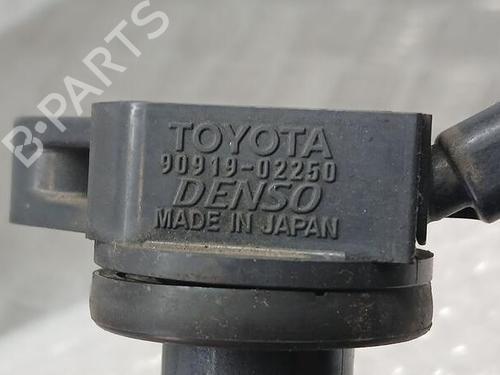 B-PARTS
TOYOTA
90919-02250
DENSO
MADE IN JAPAN